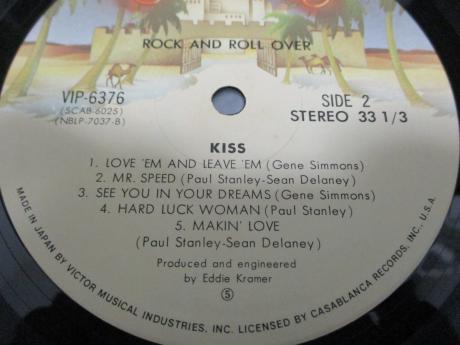 ROCK AND ROLL OVER
VIP-6376
(SCAB-6025)
(NBLP-7037-B)
SIDE 2
STEREO 33 1/3
KISS
1. LOVE 'EM AND LEAVE 'EM (Gene Simmons)
2. MR. SPEED (Paul Stanley-Sean Delaney)
3. SEE YOU IN YOUR DREAMS (Gene Simmons)
4. HARD LUCK WOMAN (Paul Stanley)
5. MAKIN' LOVE
(Paul Stanley-Sean Delaney)
Produced and engineered
by Eddie Kramer
Ⓢ
MADE IN JAPAN BY VICTOR MUSICAL INDUSTRIES, INC. LICENSED BY CASABLANCA RECORDS, INC., U.S.A.